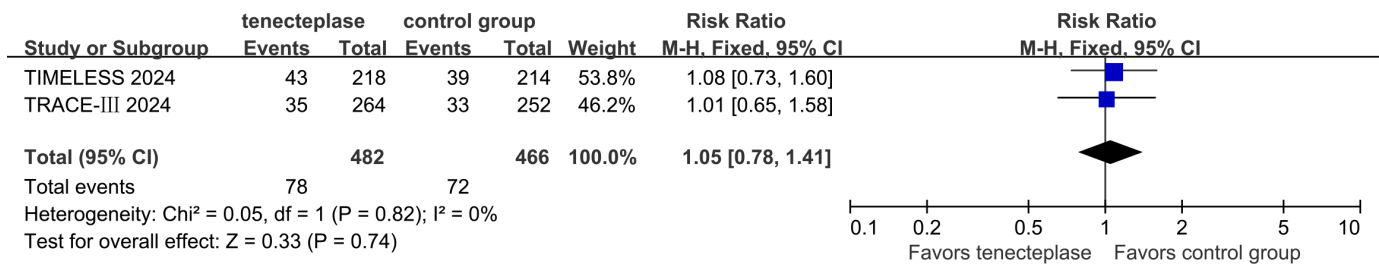 tenecteplase control group Risk Ratio Risk Ratio
Study or Subgroup Events Total Events Total Weight M-H, Fixed, 95% CI M-H, Fixed, 95% CI
TIMELESS 2024 43 218 39 214 53.8% 1.08 [0.73, 1.60]
TRACE-III 2024 35 264 33 252 46.2% 1.01 [0.65, 1.58]
Total (95% CI) 482 466 100.0% 1.05 [0.78, 1.41]
Total events 78 72
Heterogeneity: Chi² = 0.05, df = 1 (P = 0.82); I² = 0%
Test for overall effect: Z = 0.33 (P = 0.74)
0.1 0.2 0.5 1 2 5 10
Favors tenecteplase Favors control group